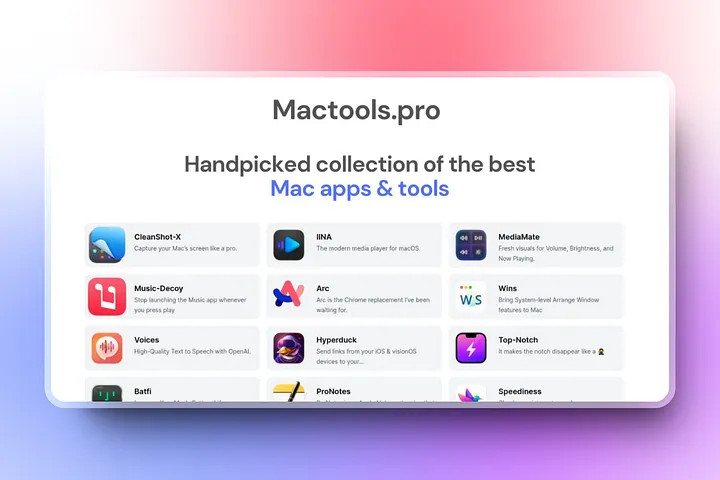 Mactools.pro
Handpicked collection of the best
Mac apps & tools
CleanShot-X
Capture your Mac's screen like a pro.
IINA
The modern media player for macOS.
MediaMate
Fresh visuals for Volume, Brightness, and
Now Playing.
Music-Decoy
Stop launching the Music app whenever
you press play
Arc
Arc is the Chrome replacement I've been
waiting for.
Wins
Bring System-level Arrange Window
features to Mac
Voices
High-Quality Text to Speech with OpenAI.
Hyperduck
Send links from your iOS & visionOS
devices to your...
Top-Notch
It makes the notch disappear like a 🥷
Batfi
ProNotes
Speediness